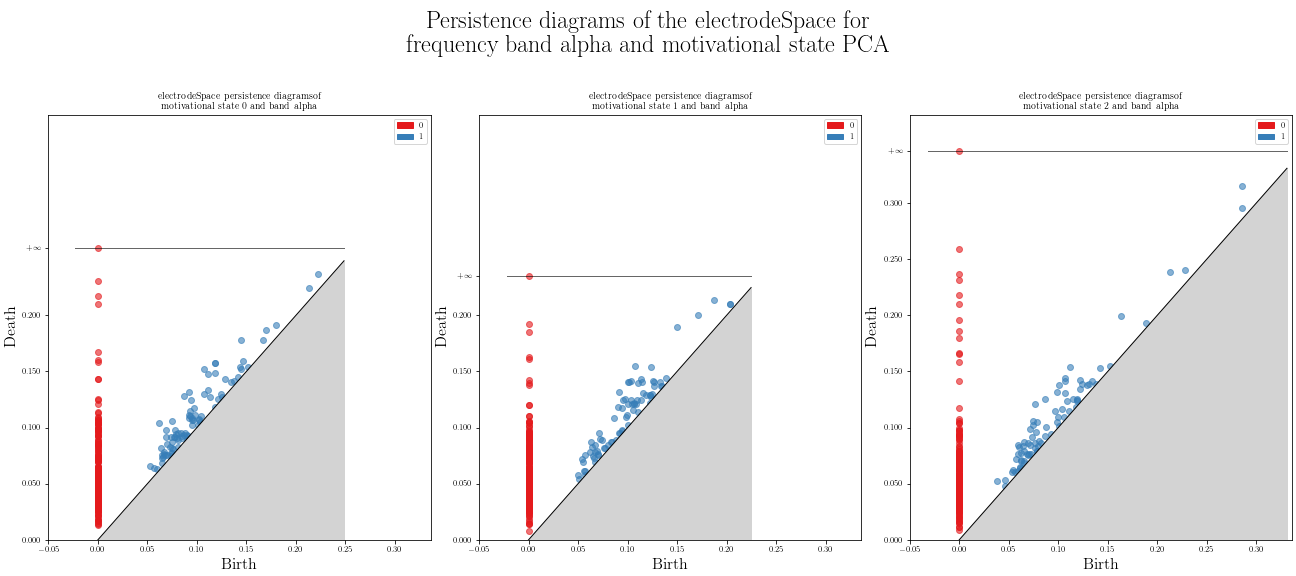 Persistence diagrams of the electrodeSpace for
frequency band alpha and motivational state PCA
electrodeSpace persistence diagramsof
motivational state 0 and band alpha
0
1
Death
+∞
0.200
0.150
0.100
0.050
0.000
−0.05 0.00 0.05 0.10 0.15 0.20 0.25 0.30
Birth
electrodeSpace persistence diagramsof
motivational state 1 and band alpha
0
1
Death
+∞
0.200
0.150
0.100
0.050
0.000
−0.05 0.00 0.05 0.10 0.15 0.20 0.25 0.30
Birth
electrodeSpace persistence diagramsof
motivational state 2 and band alpha
0
1
Death
+∞
0.300
0.250
0.200
0.150
0.100
0.050
0.000
−0.05 0.00 0.05 0.10 0.15 0.20 0.25 0.30
Birth